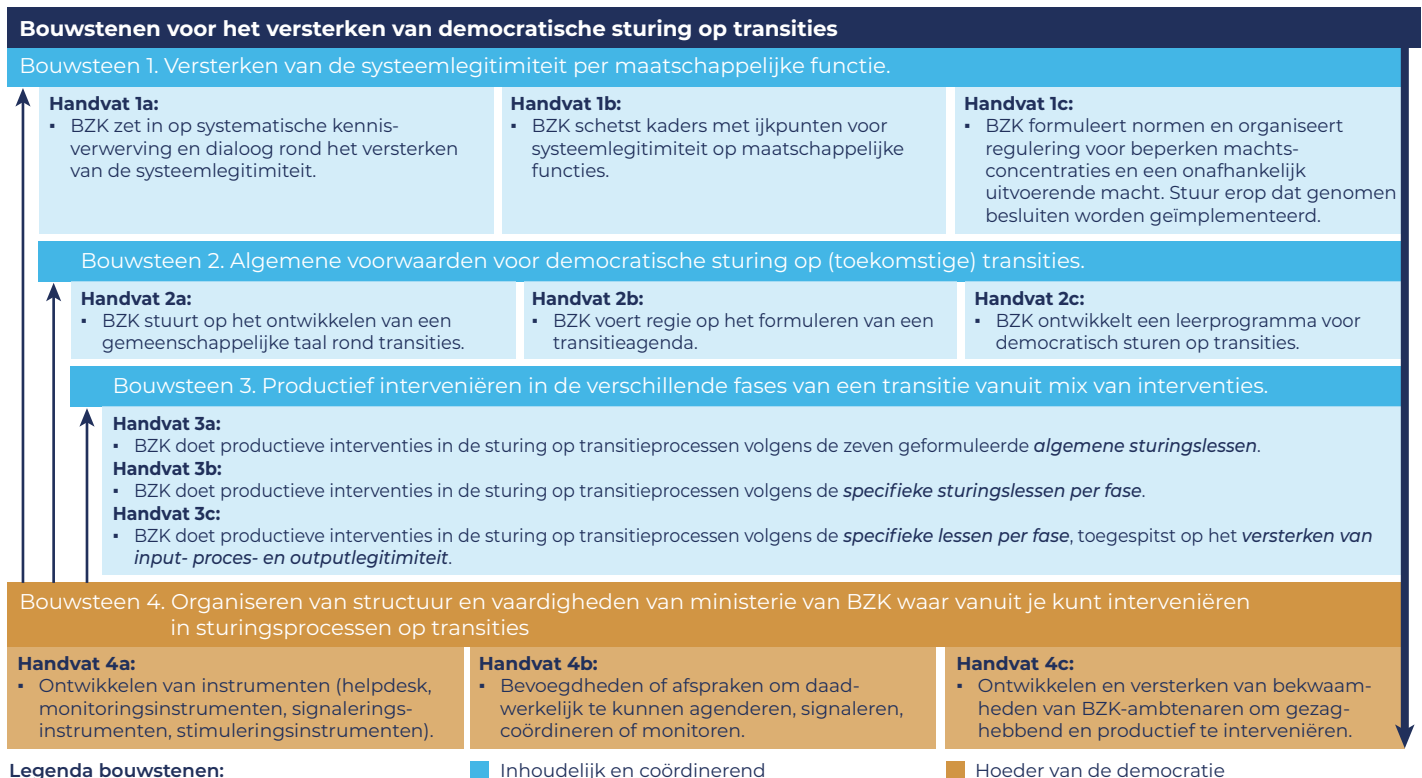 Bouwstenen voor het versterken van democratische sturing op transities
Bouwsteen 1. Versterken van de systeemlegitimiteit per maatschappelijke functie.
Handvat 1a:
▪ BZK zet in op systematische kennis-
verwerving en dialoog rond het versterken
van de systeemlegitimiteit.
Handvat 1b:
▪ BZK schetst kaders met ijkpunten voor
systeemlegitimiteit op maatschappelijke
functies.
Handvat 1c:
▪ BZK formuleert normen en organiseert
regulering voor beperken machts-
concentraties en een onafhankelijk
uitvoerende macht. Stuur erop dat genomen
besluiten worden geïmplementeerd.
Bouwsteen 2. Algemene voorwaarden voor democratische sturing op (toekomstige) transities.
Handvat 2a:
▪ BZK stuurt op het ontwikkelen van een
gemeenschappelijke taal rond transities.
Handvat 2b:
▪ BZK voert regie op het formuleren van een
transitieagenda.
Handvat 2c:
▪ BZK ontwikkelt een leerprogramma voor
democratisch sturen op transities.
Bouwsteen 3. Productief interveniëren in de verschillende fases van een transitie vanuit mix van interventies.
Handvat 3a:
▪ BZK doet productieve interventies in de sturing op transitieprocessen volgens de zeven geformuleerde algemene sturingslessen.
Handvat 3b:
▪ BZK doet productieve interventies in de sturing op transitieprocessen volgens de specifieke sturingslessen per fase.
Handvat 3c:
▪ BZK doet productieve interventies in de sturing op transitieprocessen volgens de specifieke lessen per fase, toegespitst op het versterken van
input- proces- en outputlegitimiteit.
Bouwsteen 4. Organiseren van structuur en vaardigheden van ministerie van BZK waar vanuit je kunt interveniëren
in sturingsprocessen op transities
Handvat 4a:
▪ Ontwikkelen van instrumenten (helpdesk,
monitoringsinstrumenten, signalerings-
instrumenten, stimuleringsinstrumenten).
Handvat 4b:
▪ Bevoegdheden of afspraken om daad-
werkelijk te kunnen agenderen, signaleren,
coördineren of monitoren.
Handvat 4c:
▪ Ontwikkelen en versterken van bekwaam-
heden van BZK-ambtenaren om gezag-
hebbend en productief te interveniëren.
Legenda bouwstenen:
Inhoudelijk en coördinerend
Hoeder van de democratie